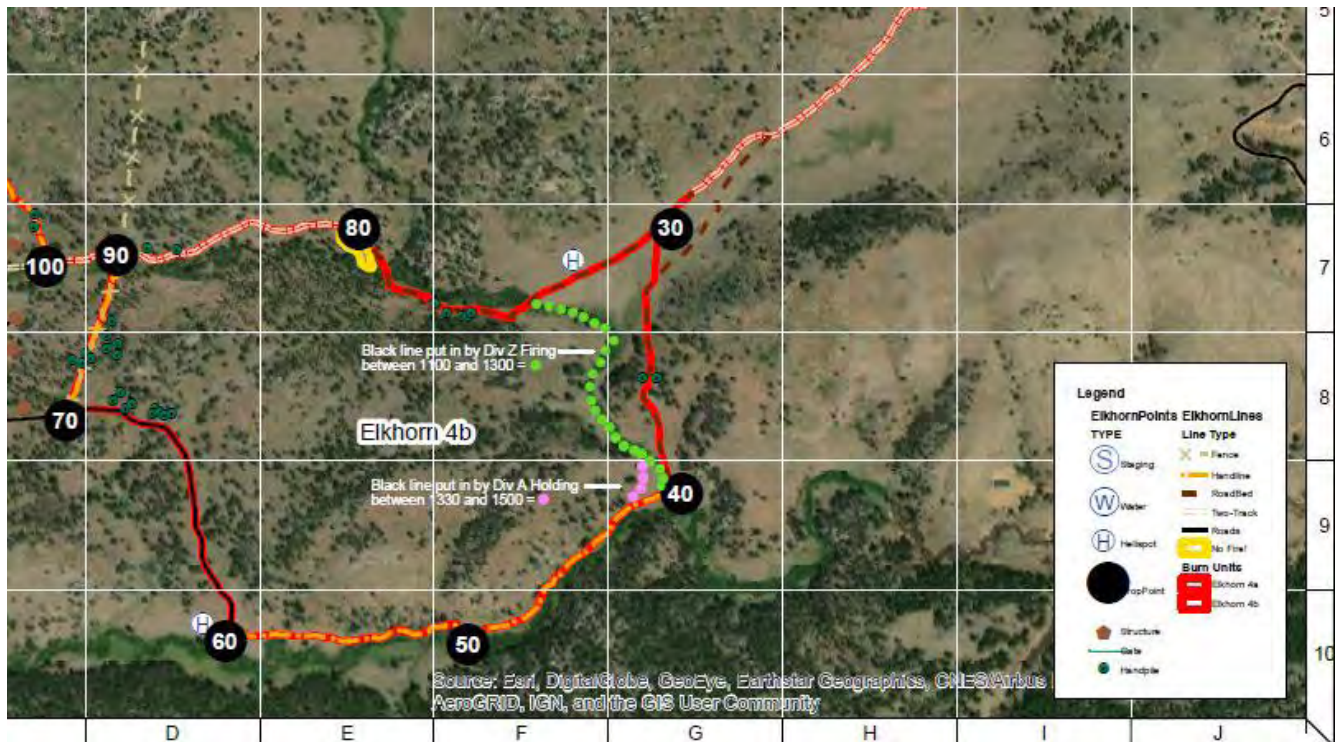 5
6
7
8
9
10
80
30
90
100
Black line put in by Div Z Firing
between 1100 and 1300 =
70
Elkhorn 4b
Black line put in by Div A Holding
between 1330 and 1500 =
40
H
H
60
50
Legend
ElkhornPoints ElkhornLines
TYPE Line Type
S Staging
W Water
H Helispot
DropPoint
Structure
Gate
Handpile
Fence
Handline
RoadBed
Two-Track
Roads
No Fire!
Burn Units
Elkhorn 4a
Elkhorn 4b
Source: Esri, DigitalGlobe, GeoEye, Earthstar Geographics, CNES/Airbus
AeroGRID, IGN, and the GIS User Community
D E F G H I J